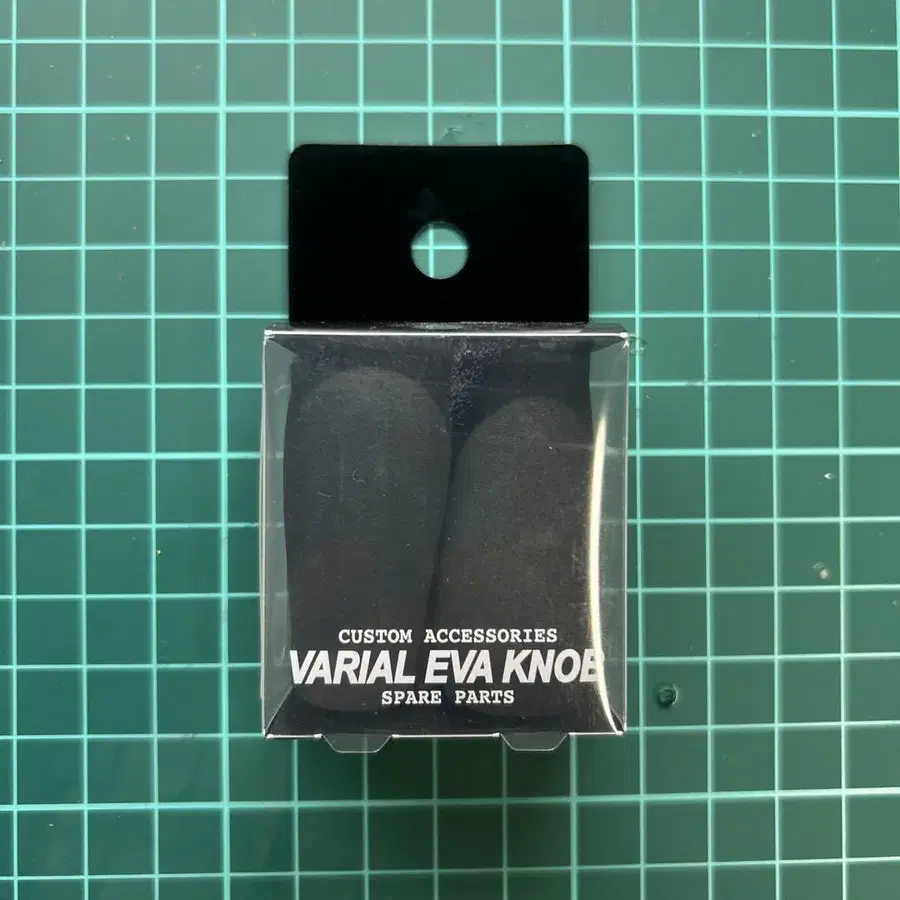 CUSTOM ACCESSORIES
VARIAL EVA KNOB
SPARE PARTS